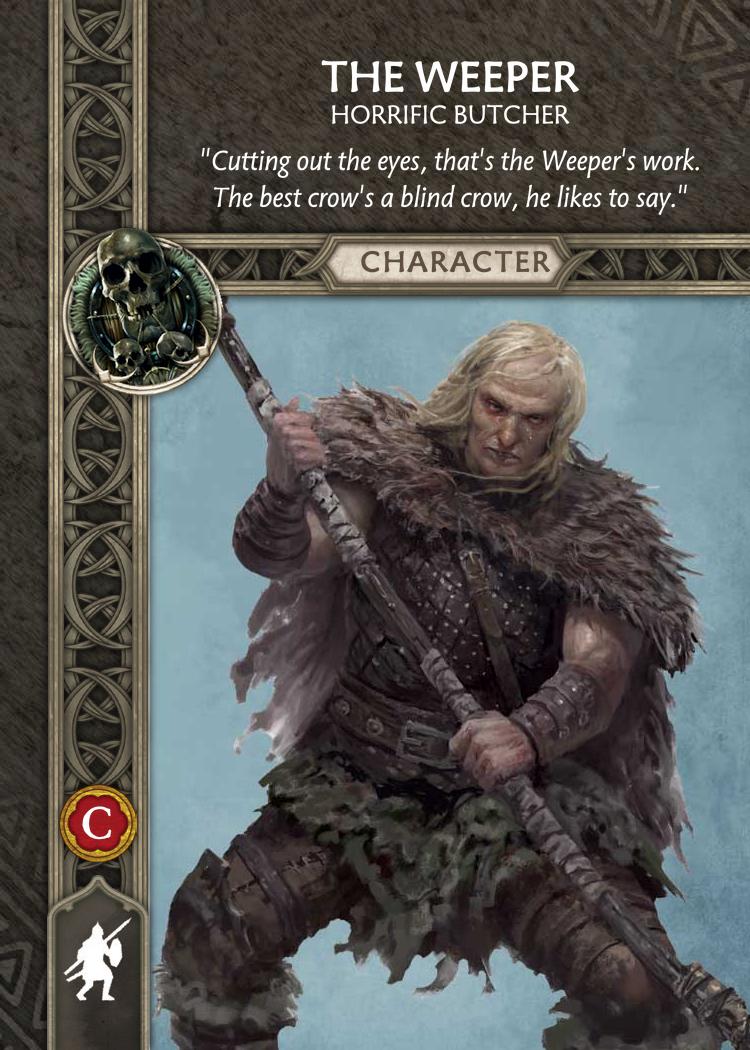 THE WEEPER
HORRIFIC BUTCHER
"Cutting out the eyes, that's the Weeper's work.
The best crow's a blind crow, he likes to say."
CHARACTER
C